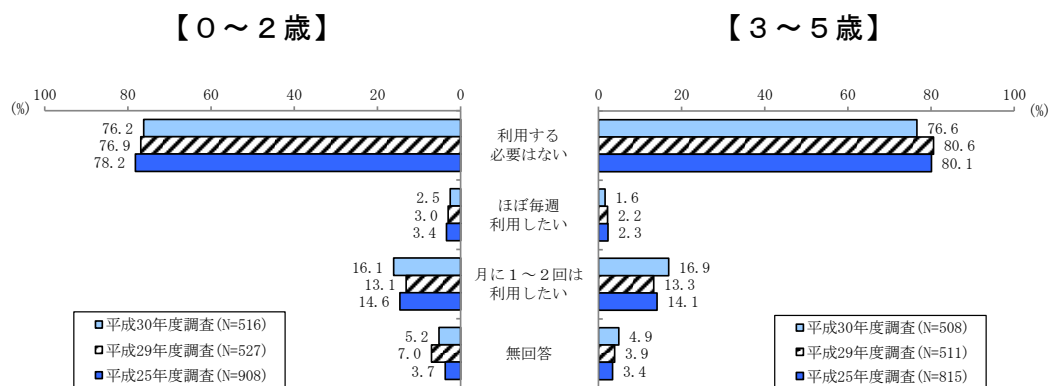 【０～２歳】
【３～５歳】
(%) 100 80 60 40 20 0
0 20 40 60 80 100 (%)
利用する
必要はない
76.2
76.9
78.2
76.6
80.6
80.1
ほぼ毎週
利用したい
2.5
3.0
3.4
1.6
2.2
2.3
月に１～２回は
利用したい
16.1
13.1
14.6
16.9
13.3
14.1
無回答
5.2
7.0
3.7
4.9
3.9
3.4
平成30年度調査(N=516)
平成29年度調査(N=527)
平成25年度調査(N=908)
平成30年度調査(N=508)
平成29年度調査(N=511)
平成25年度調査(N=815)